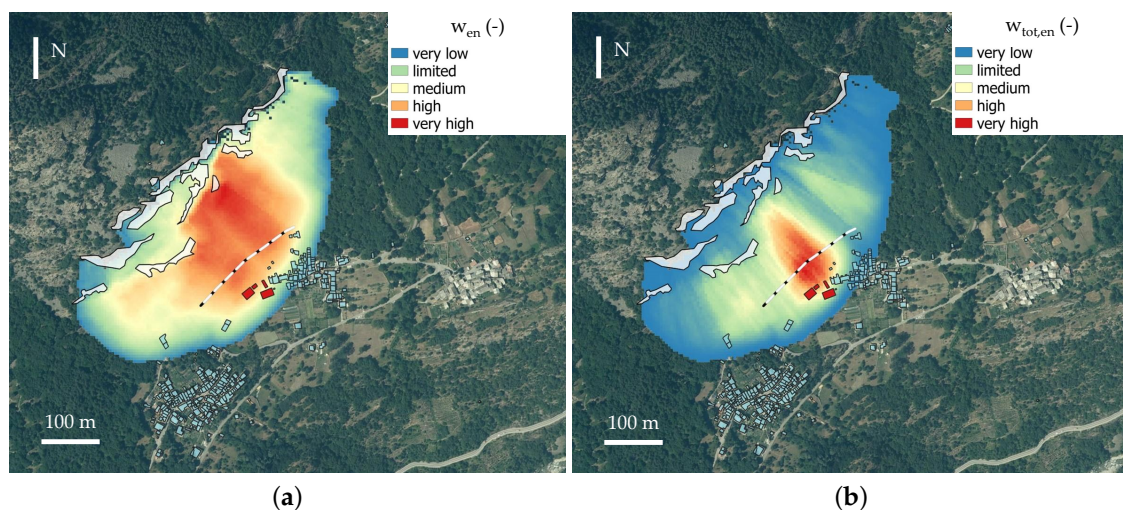 w_en (-)
very low
limited
medium
high
very high
N
100 m
(a)
w_tot,en (-)
very low
limited
medium
high
very high
N
100 m
(b)